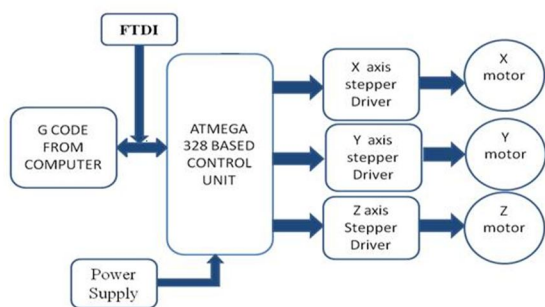 FTDI
G CODE
FROM
COMPUTER
ATMEGA
328 BASED
CONTROL
UNIT
X axis
stepper
Driver
X
motor
Y axis
stepper
Driver
Y
motor
Z axis
Stepper
Driver
Z
motor
Power
Supply